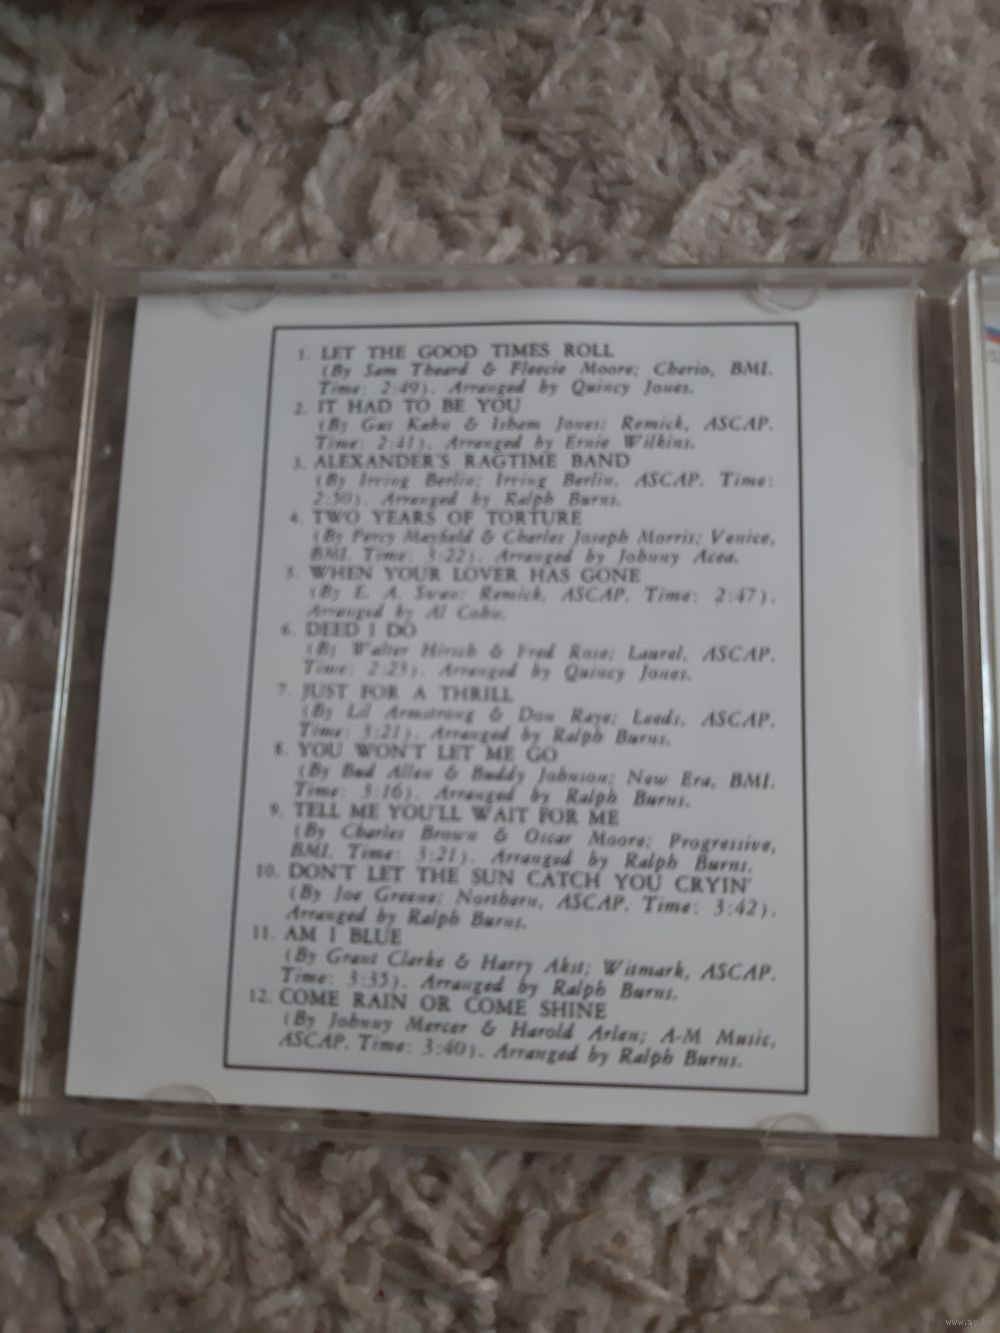 1. LET THE GOOD TIMES ROLL
(By Sam Theard & Fleecie Moore; Cherio, BMI.
Time: 2:49). Arranged by Quincy Jones.
2. IT HAD TO BE YOU
(By Gus Kahn & Isham Jones; Remick, ASCAP.
Time: 2:41). Arranged by Ernie Wilkins.
3. ALEXANDER'S RAGTIME BAND
(By Irving Berlin; Irving Berlin, ASCAP. Time:
2:50). Arranged by Ralph Burns.
4. TWO YEARS OF TORTURE
(By Percy Mayfield & Charles Joseph Morris; Venice,
BMI. Time: 3:22). Arranged by Johnny Acea.
5. WHEN YOUR LOVER HAS GONE
(By E. A. Swan; Remick, ASCAP. Time: 2:47).
Arranged by Al Cohn.
6. DEED I DO
(By Walter Hirsch & Fred Rose; Laurel, ASCAP.
Time: 2:23). Arranged by Quincy Jones.
7. JUST FOR A THRILL
(By Lil Armstrong & Don Raye; Leeds, ASCAP.
Time: 3:21). Arranged by Ralph Burns.
8. YOU WON'T LET ME GO
(By Bud Allen & Buddy Johnson; New Era, BMI.
Time: 3:16). Arranged by Ralph Burns.
9. TELL ME YOU'LL WAIT FOR ME
(By Charles Brown & Oscar Moore; Progressive,
BMI. Time: 3:21). Arranged by Ralph Burns.
10. DON'T LET THE SUN CATCH YOU CRYIN'
(By Joe Greene; Northern, ASCAP. Time: 3:42).
Arranged by Ralph Burns.
11. AM I BLUE
(By Grant Clarke & Harry Akst; Witmark, ASCAP.
Time: 3:35). Arranged by Ralph Burns.
12. COME RAIN OR COME SHINE
(By Johnny Mercer & Harold Arlen; A-M Music,
ASCAP. Time: 3:40). Arranged by Ralph Burns.
www.ay.by